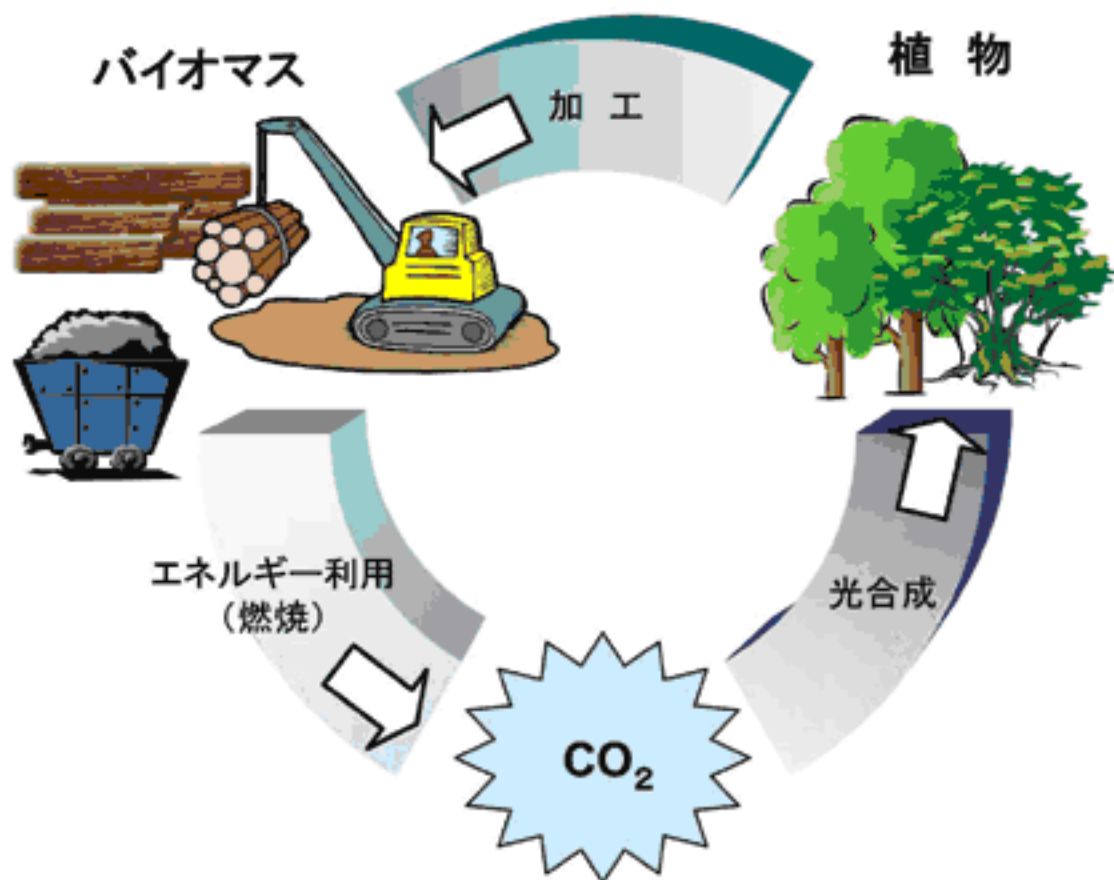 バイオマス
加 工
植 物
エネルギー利用
(燃焼)
光合成
CO₂